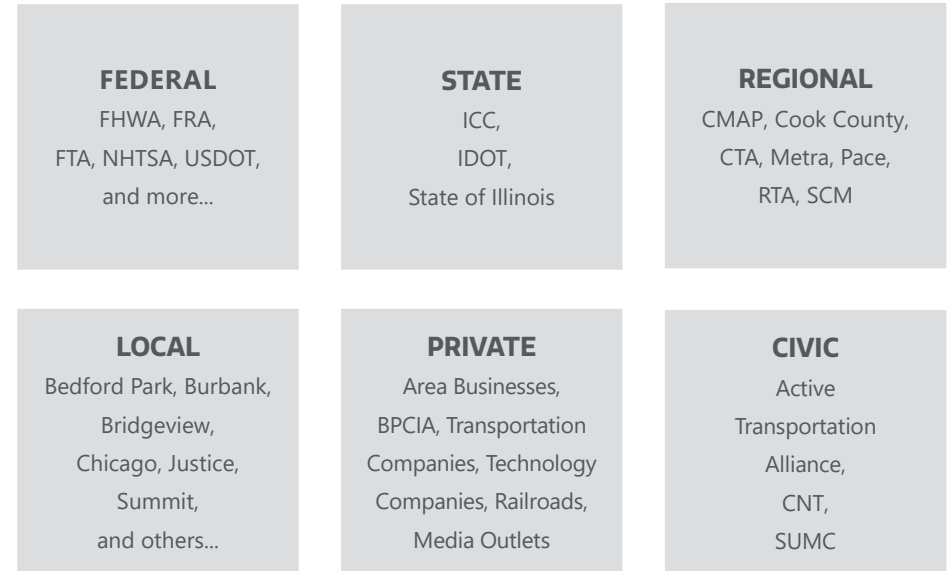 FEDERAL
FHWA, FRA,
FTA, NHTSA, USDOT,
and more...
STATE
ICC,
IDOT,
State of Illinois
REGIONAL
CMAP, Cook County,
CTA, Metra, Pace,
RTA, SCM
LOCAL
Bedford Park, Burbank,
Bridgeview,
Chicago, Justice,
Summit,
and others...
PRIVATE
Area Businesses,
BPCIA, Transportation
Companies, Technology
Companies, Railroads,
Media Outlets
CIVIC
Active
Transportation
Alliance,
CNT,
SUMC